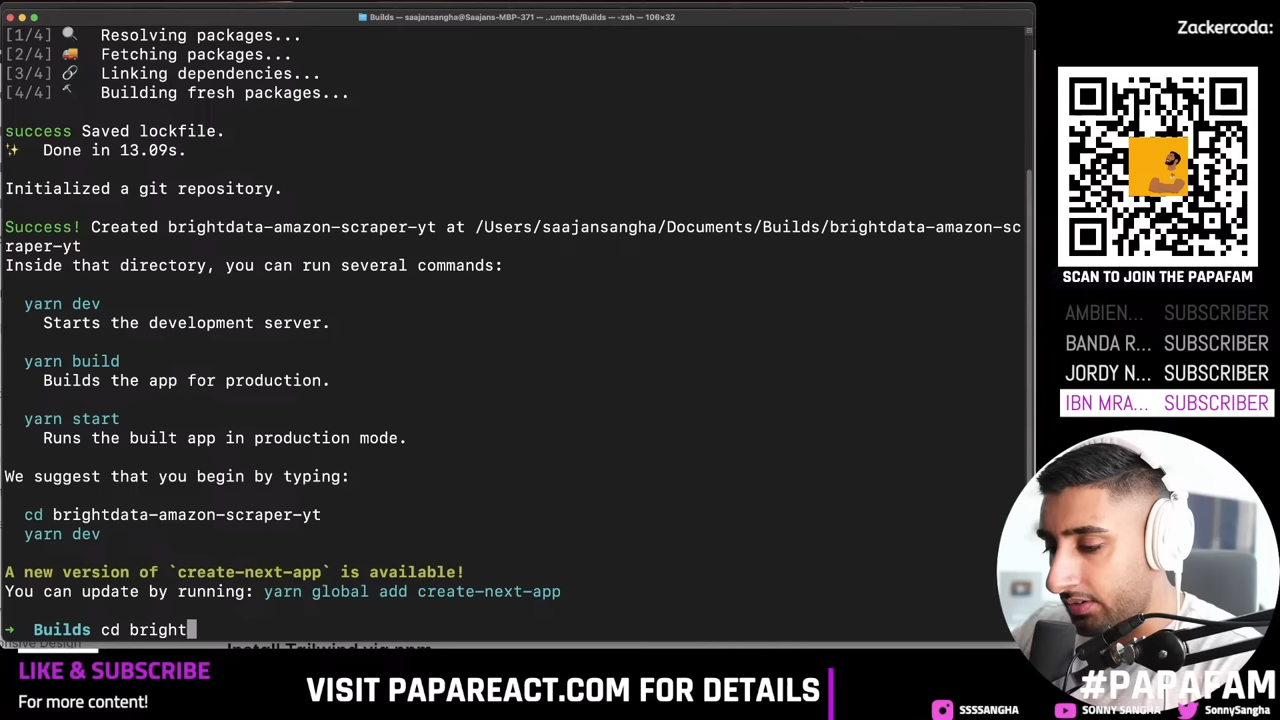 Builds — saajansangha@Saajans-MBP-371 — ..uments/Builds — -zsh — 106×32
[1/4] Resolving packages...
[2/4] Fetching packages...
[3/4] Linking dependencies...
[4/4] Building fresh packages...
success Saved lockfile.
Done in 13.09s.
Initialized a git repository.
Success! Created brightdata-amazon-scraper-yt at /Users/saajansangha/Documents/Builds/brightdata-amazon-sc
raper-yt
Inside that directory, you can run several commands:
yarn dev
Starts the development server.
yarn build
Builds the app for production.
yarn start
Runs the built app in production mode.
We suggest that you begin by typing:
cd brightdata-amazon-scraper-yt
yarn dev
A new version of `create-next-app` is available!
You can update by running: yarn global add create-next-app
→ Builds cd bright
Install Tailwind via npm
Zackercoda:
SCAN TO JOIN THE PAPAFAM
AMBIEN... SUBSCRIBER
BANDA R... SUBSCRIBER
JORDY N... SUBSCRIBER
IBN MRA... SUBSCRIBER
LIKE & SUBSCRIBE
For more content!
VISIT PAPAREACT.COM FOR DETAILS
#PAPAFAM
SSSSANGHA
SONNY SANGHA
SonnySangha